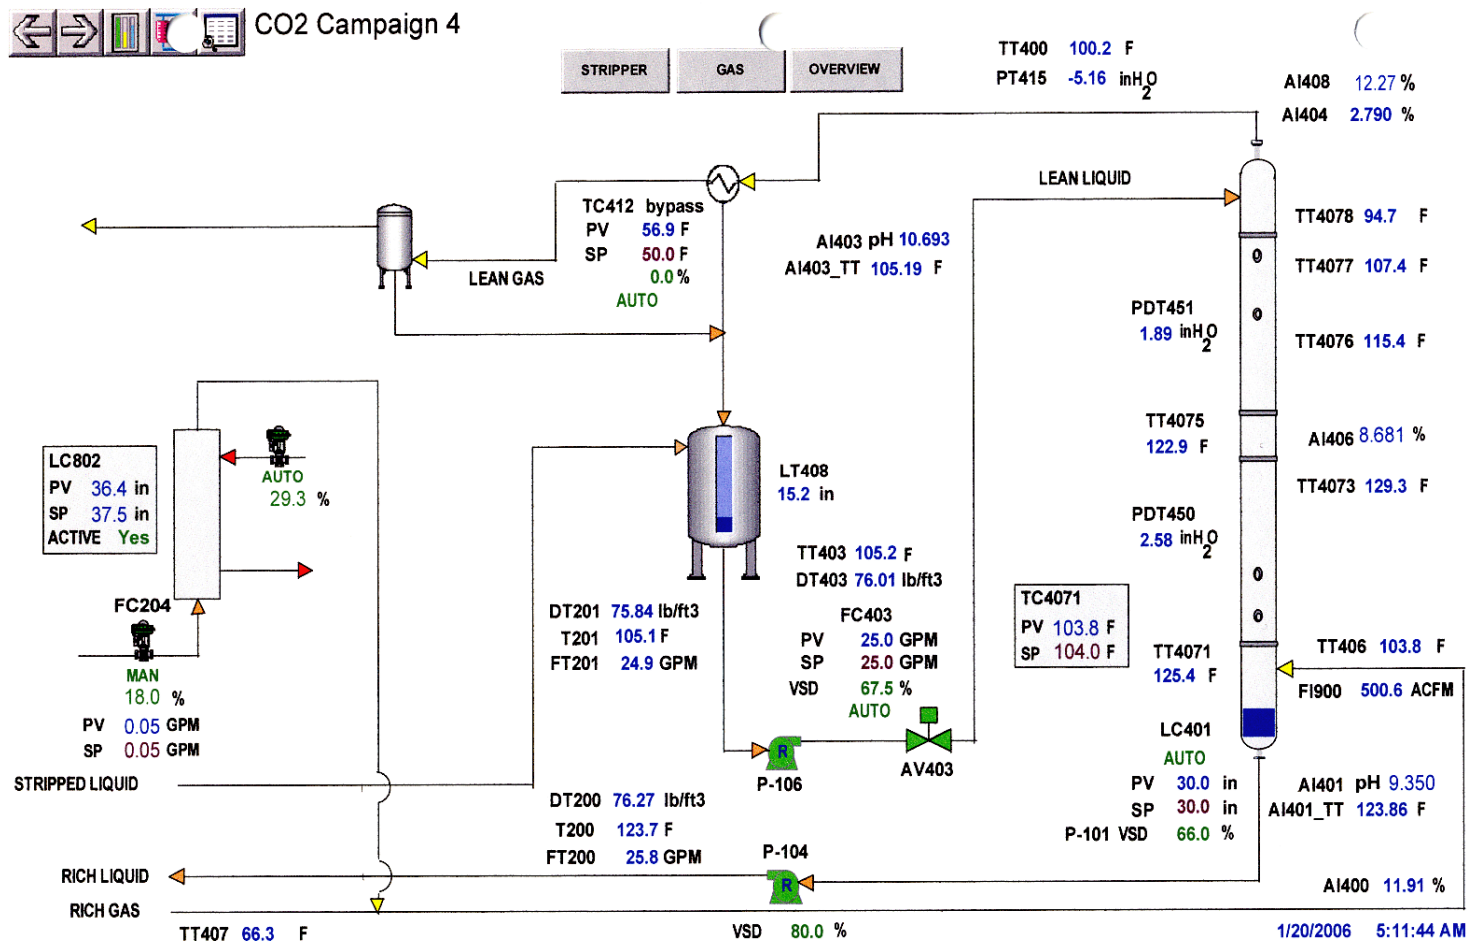 CO2 Campaign 4
STRIPPER GAS OVERVIEW
TT400 100.2 F
PT415 -5.16 inH2O
AI408 12.27 %
AI404 2.790 %
LEAN LIQUID
TC412 bypass
PV 56.9 F
SP 50.0 F
0.0 %
AUTO
LEAN GAS
AI403 pH 10.693
AI403_TT 105.19 F
TT4078 94.7 F
TT4077 107.4 F
PDT451
1.89 inH2O
TT4076 115.4 F
TT4075
122.9 F
AI406 8.681 %
TT4073 129.3 F
PDT450
2.58 inH2O
LC802
PV 36.4 in
SP 37.5 in
ACTIVE Yes
AUTO
29.3 %
LT408
15.2 in
TT403 105.2 F
DT403 76.01 lb/ft3
FC403
PV 25.0 GPM
SP 25.0 GPM
VSD 67.5 %
AUTO
TC4071
PV 103.8 F
SP 104.0 F
FC204
MAN
18.0 %
PV 0.05 GPM
SP 0.05 GPM
DT201 75.84 lb/ft3
T201 105.1 F
FT201 24.9 GPM
TT4071
125.4 F
TT406 103.8 F
FI900 500.6 ACFM
LC401
AUTO
PV 30.0 in
SP 30.0 in
P-101 VSD 66.0 %
AI401 pH 9.350
AI401_TT 123.86 F
R
P-106
AV403
STRIPPED LIQUID
DT200 76.27 lb/ft3
T200 123.7 F
FT200 25.8 GPM
P-104
R
RICH LIQUID
RICH GAS
AI400 11.91 %
TT407 66.3 F
VSD 80.0 %
1/20/2006 5:11:44 AM